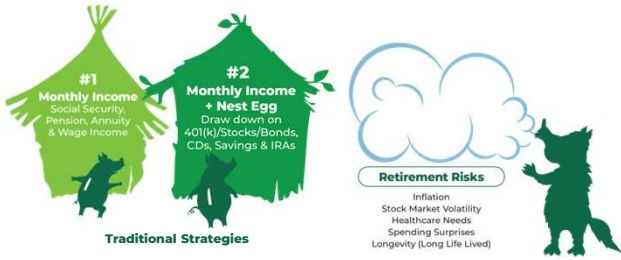 #1
Monthly Income
Social Security,
Pension, Annuity
& Wage Income
#2
Monthly Income
+ Nest Egg
Draw down on
401(k)/Stocks/Bonds,
CDs, Savings & IRAs
Traditional Strategies
Retirement Risks
Inflation
Stock Market Volatility
Healthcare Needs
Spending Surprises
Longevity (Long Life Lived)